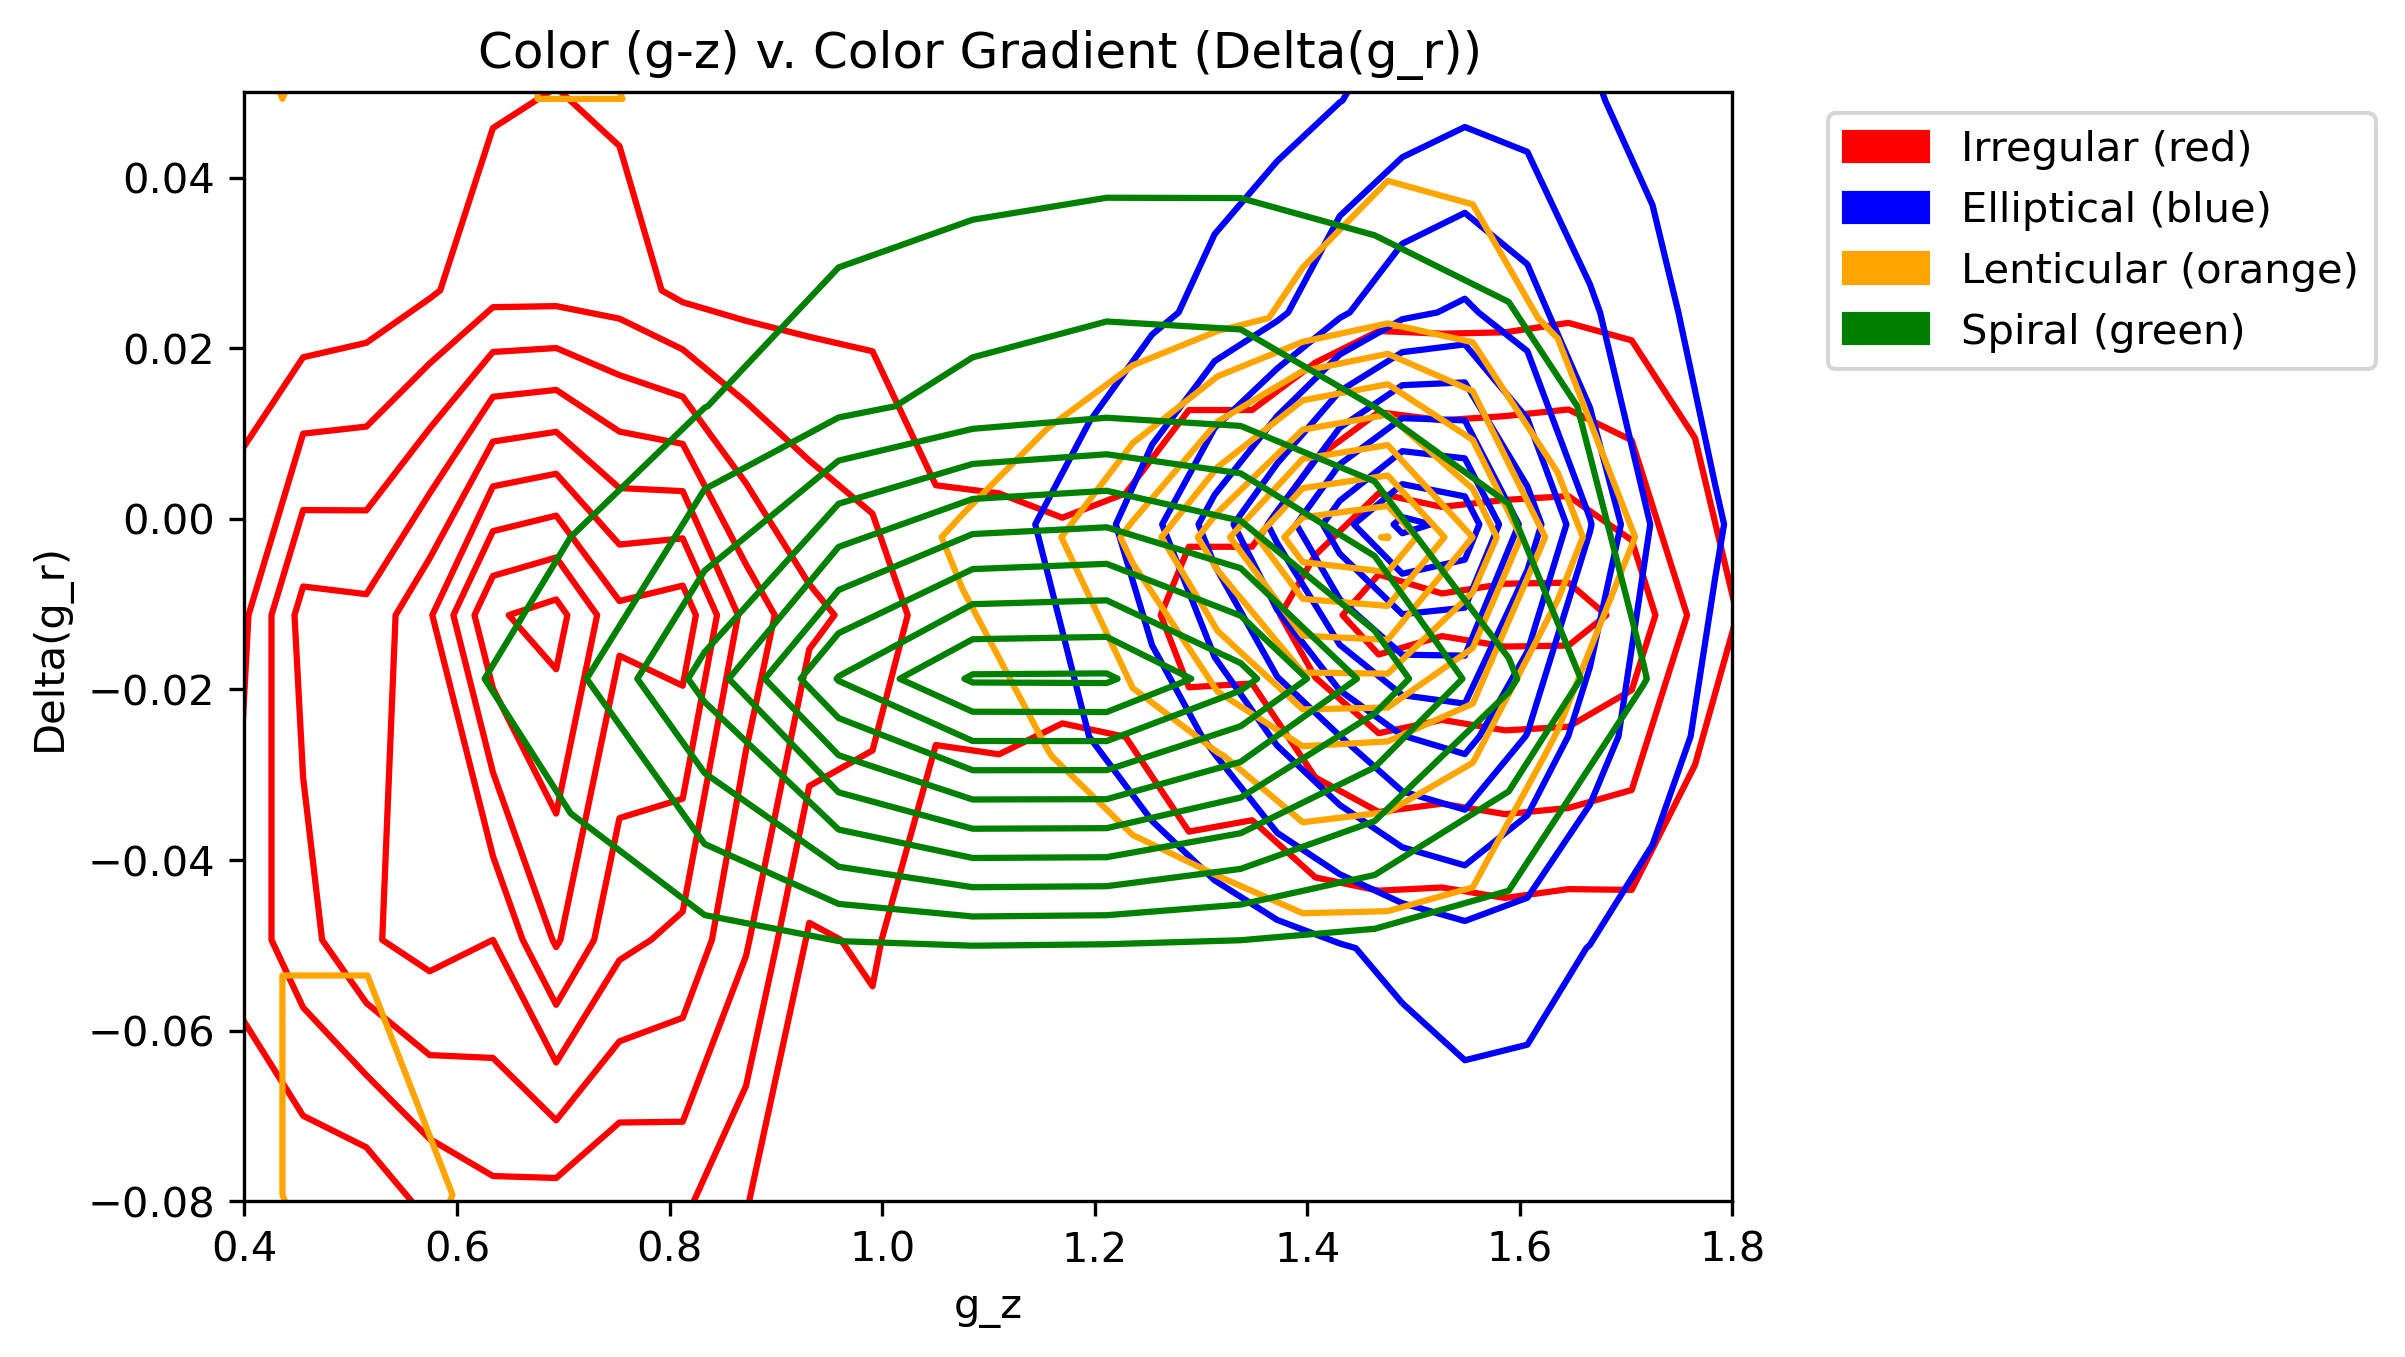 Color (g-z) v. Color Gradient (Delta(g_r))
Irregular (red)
Elliptical (blue)
Lenticular (orange)
Spiral (green)
Delta(g_r)
0.04
0.02
0.00
−0.02
−0.04
−0.06
−0.08
0.4 0.6 0.8 1.0 1.2 1.4 1.6 1.8
g_z